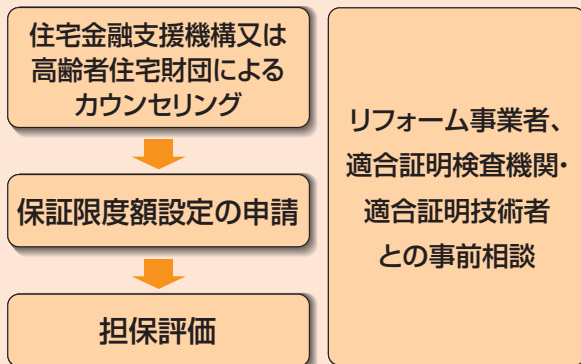 住宅金融支援機構又は
高齢者住宅財団による
カウンセリング
保証限度額設定の申請
担保評価
リフォーム事業者、
適合証明検査機関・
適合証明技術者
との事前相談